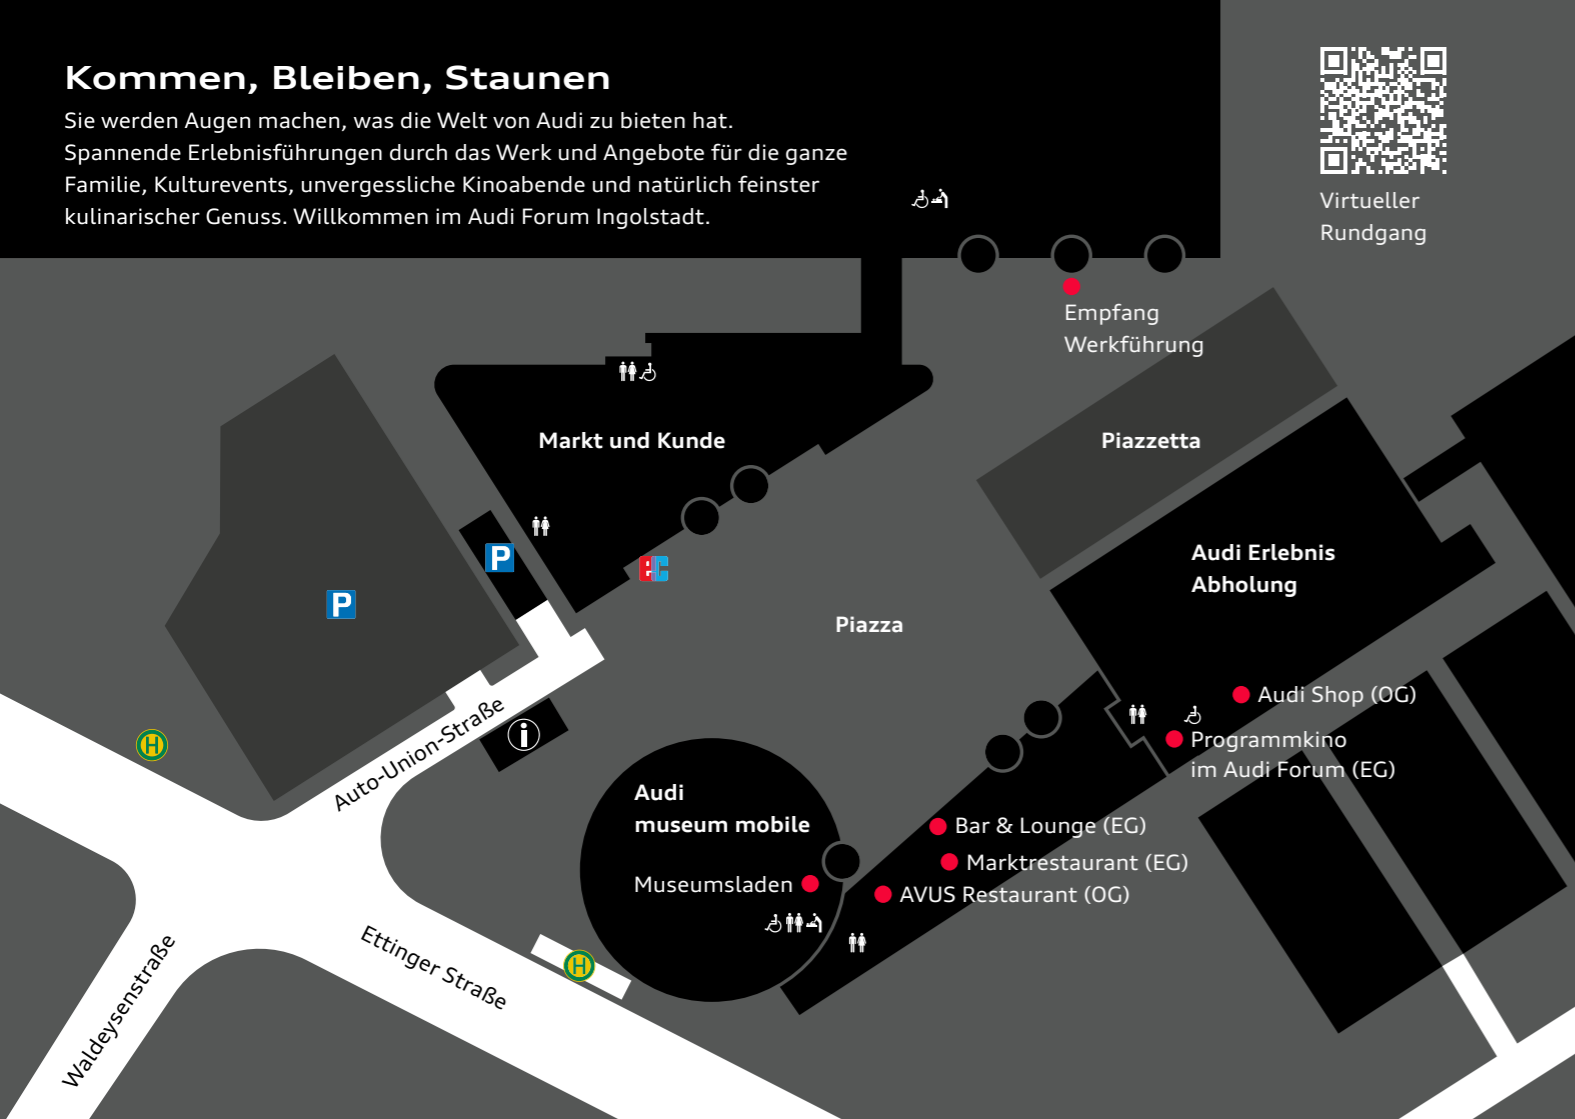 Kommen, Bleiben, Staunen
Sie werden Augen machen, was die Welt von Audi zu bieten hat.
Spannende Erlebnisführungen durch das Werk und Angebote für die ganze
Familie, Kulturevents, unvergessliche Kinoabende und natürlich feinster
kulinarischer Genuss. Willkommen im Audi Forum Ingolstadt.
Virtueller
Rundgang
Empfang
Werkführung
Markt und Kunde
Piazzetta
P
P
EC
Audi Erlebnis
Abholung
Piazza
Audi Shop (OG)
Programmkino
im Audi Forum (EG)
H
Auto-Union-Straße
i
Audi
museum mobile
Museumsladen
Bar & Lounge (EG)
Marktrestaurant (EG)
AVUS Restaurant (OG)
H
Ettinger Straße
Waldeysenstraße